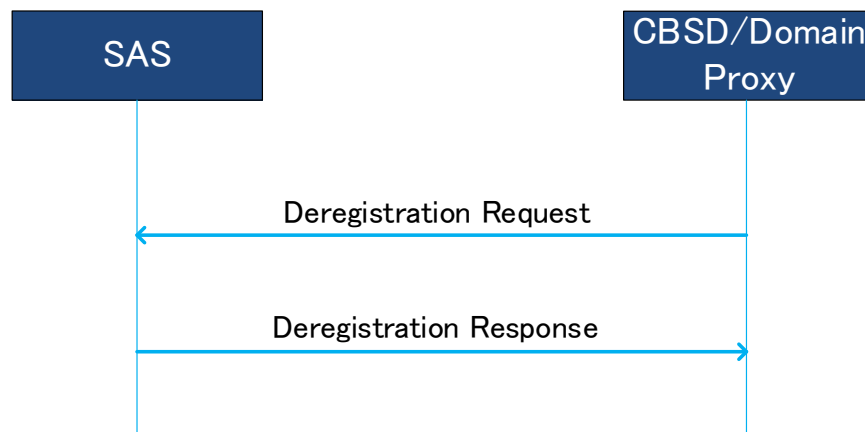 SAS
CBSD/Domain
Proxy
Deregistration Request
Deregistration Response